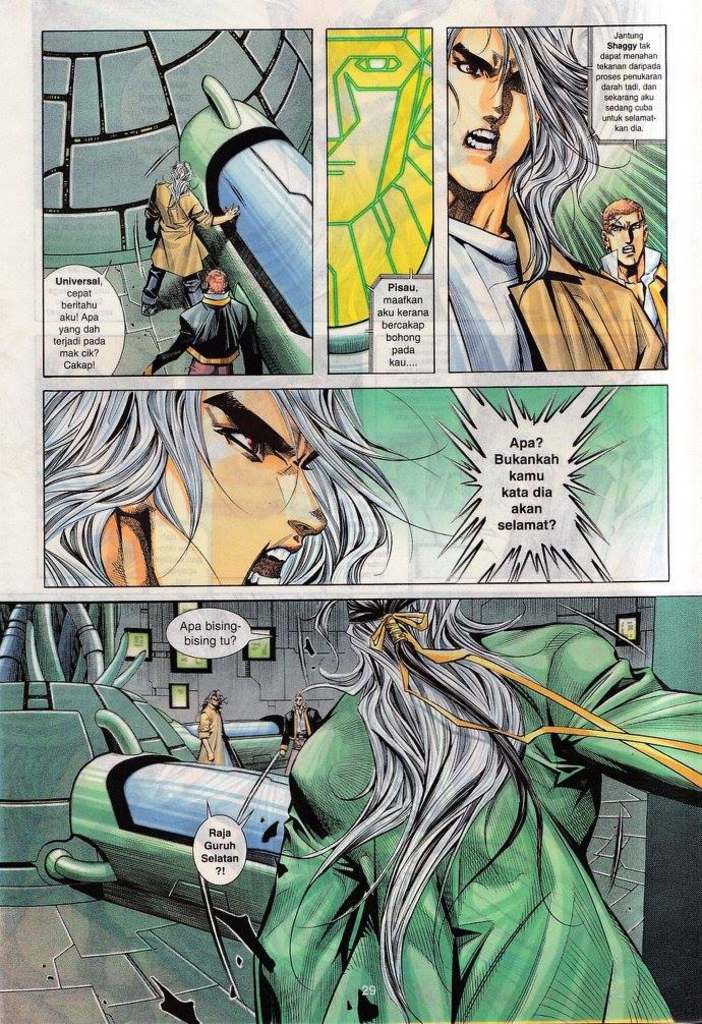 Universal,
cepat
beritahu
aku! Apa
yang dah
terjadi pada
mak cik?
Cakap!
Pisau,
maafkan
aku kerana
bercakap
bohong
pada
kau....
Jantung
Shaggy tak
dapat menahan
tekanan daripada
proses penukaran
darah tadi, dan
sekarang aku
sedang cuba
untuk selamat-
kan dia.
Apa?
Bukankah
kamu
kata dia
akan
selamat?
Apa bising-
bising tu?
Raja
Guruh
Selatan
?!
29